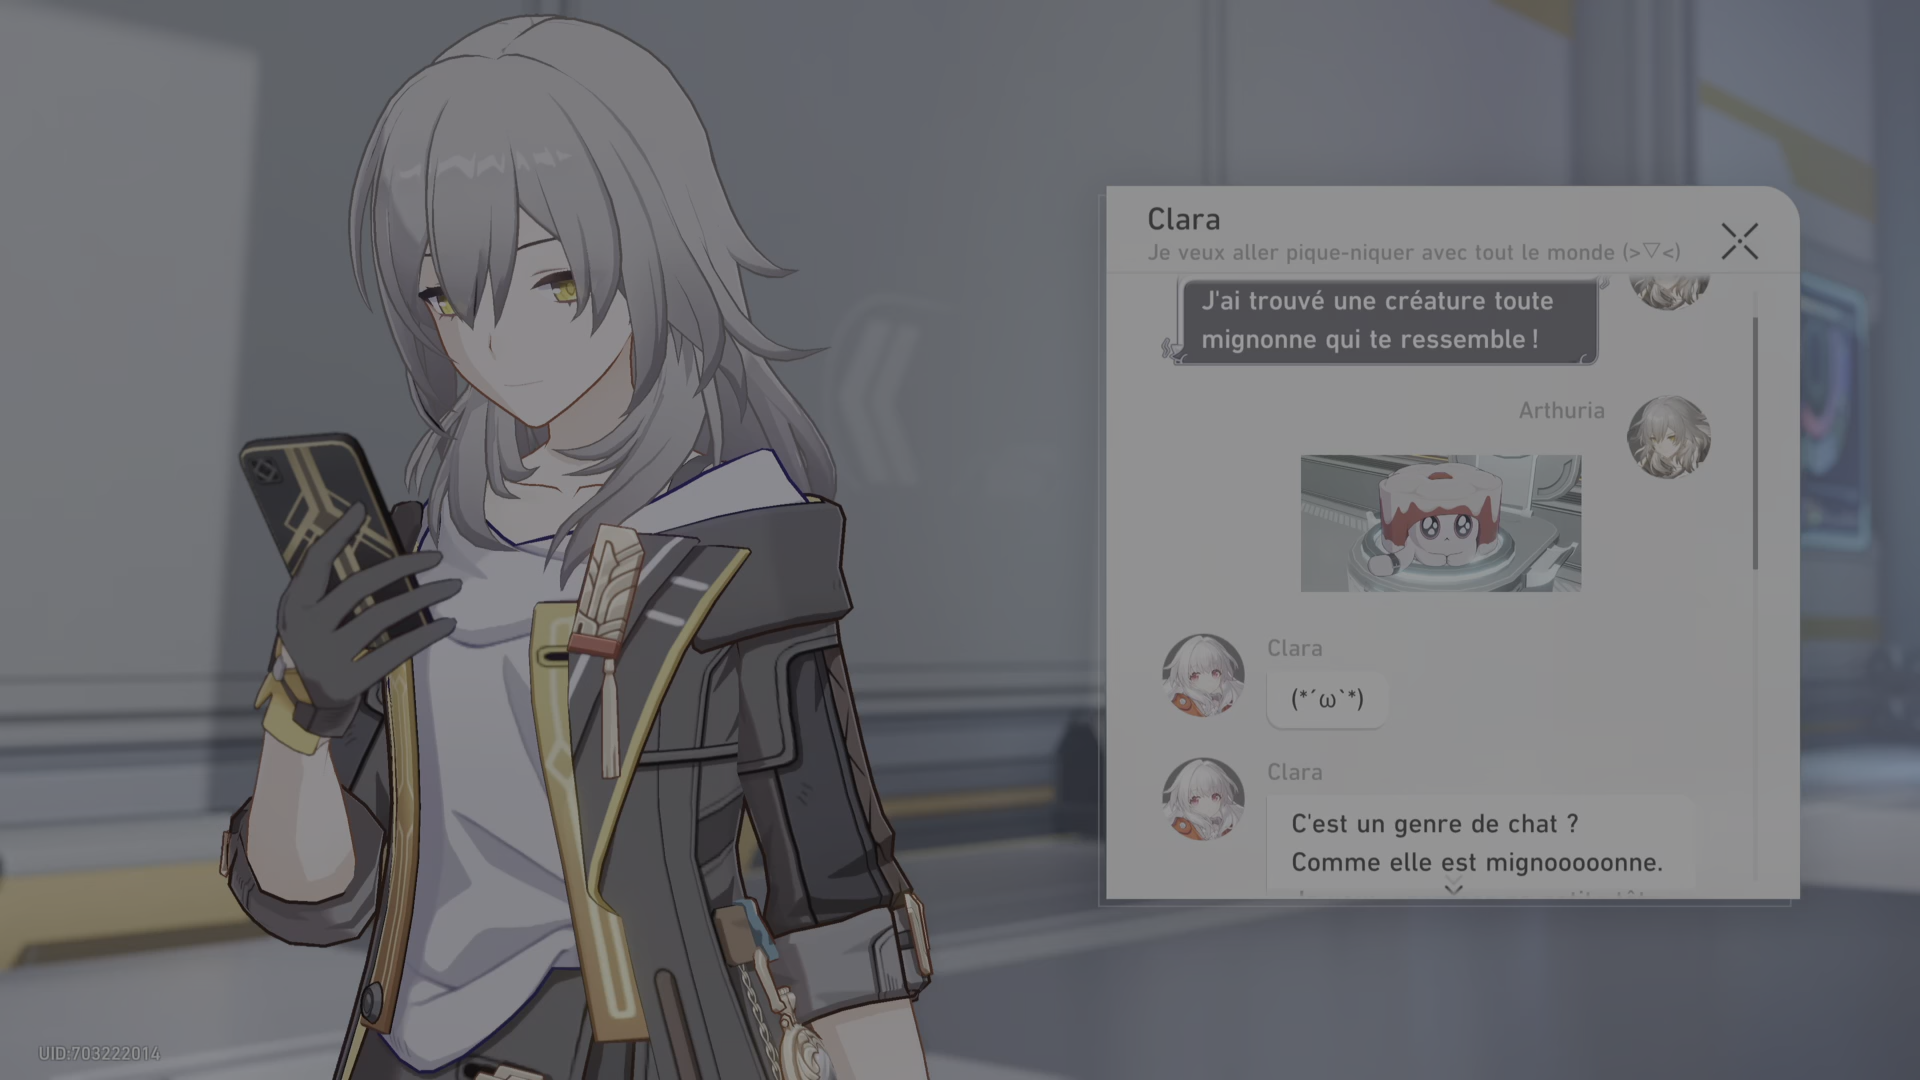 Clara
Je veux aller pique-niquer avec tout le monde (>▽<)
J'ai trouvé une créature toute
mignonne qui te ressemble !
Arthuria
Clara
(*´ω`*)
Clara
C'est un genre de chat ?
Comme elle est mignooooonne.
UID:703222014